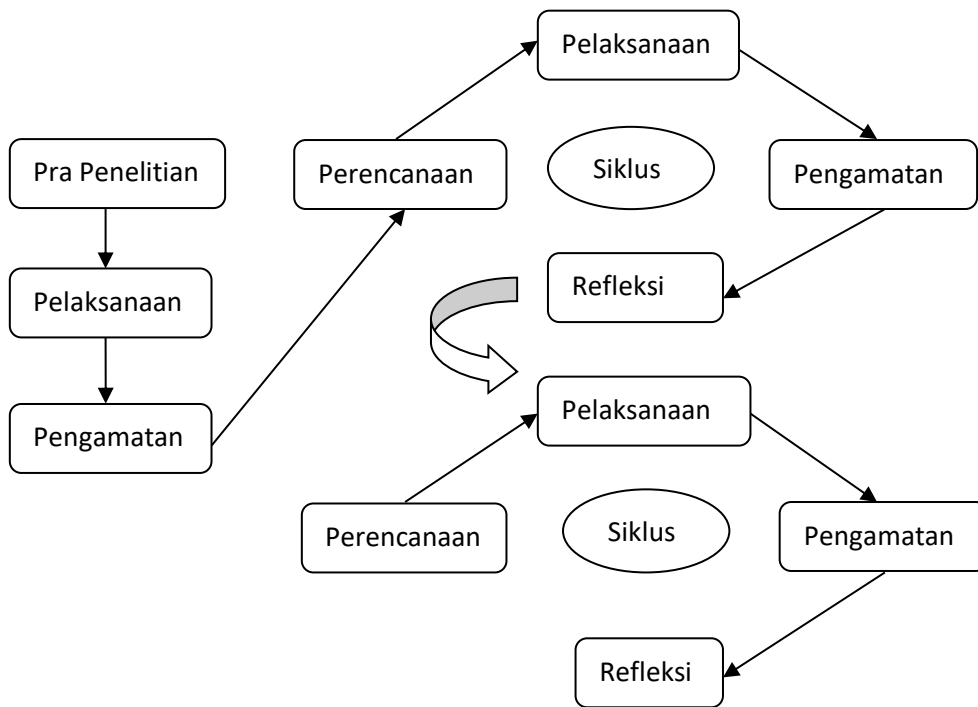 Pelaksanaan
Pra Penelitian
Perencanaan
Siklus
Pengamatan
Pelaksanaan
Refleksi
Pengamatan
Pelaksanaan
Perencanaan
Siklus
Pengamatan
Refleksi